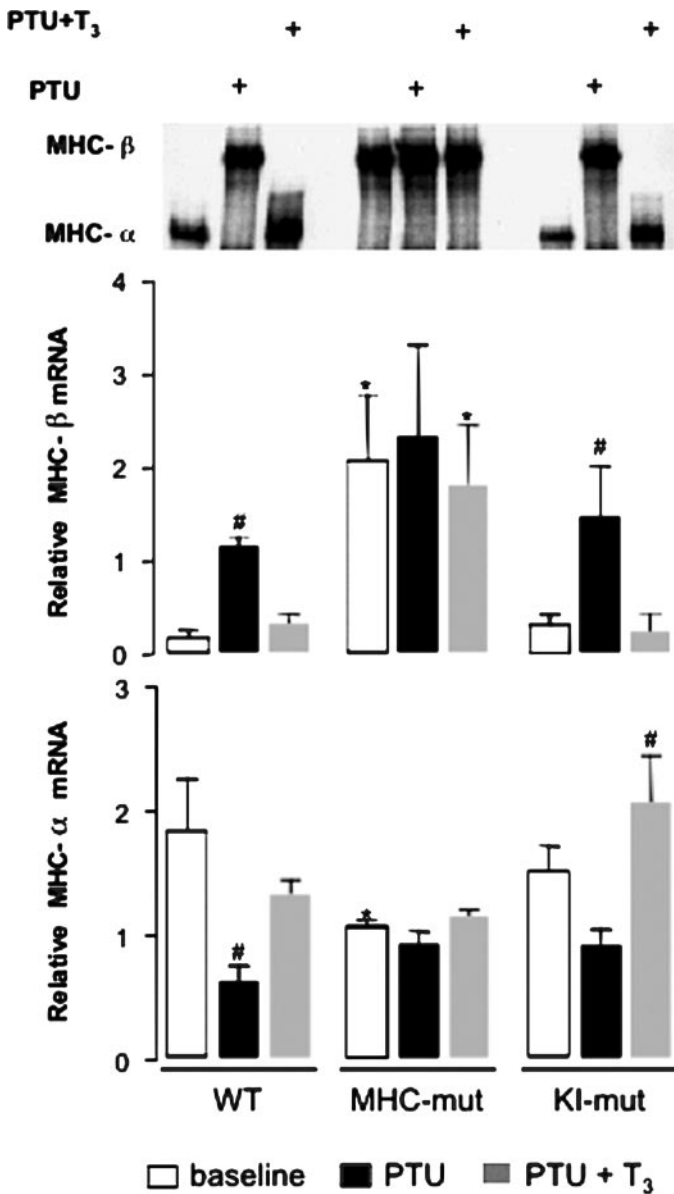 PTU+T₃ + + +
PTU + + +
MHC- β
MHC- α
4
3
2
1
0
Relative MHC- β mRNA
#
*
*
#
3
2
1
0
Relative MHC- α mRNA
#
*
#
WT MHC-mut KI-mut
baseline PTU PTU + T₃